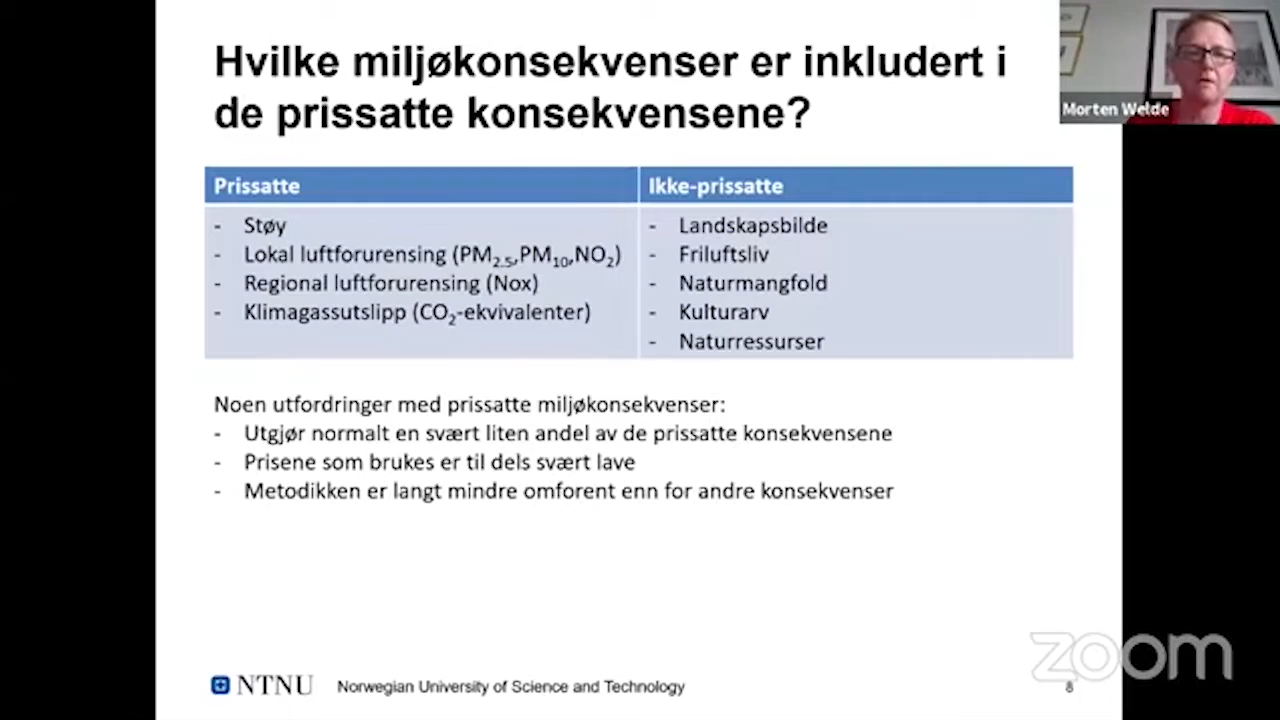 Hvilke miljøkonsekvenser er inkludert i
de prissatte konsekvensene?
Morten Welde
Prissatte
Ikke-prissatte
- Støy
- Lokal luftforurensing (PM2.5,PM10,NO2)
- Regional luftforurensing (Nox)
- Klimagassutslipp (CO2-ekvivalenter)
- Landskapsbilde
- Friluftsliv
- Naturmangfold
- Kulturarv
- Naturressurser
Noen utfordringer med prissatte miljøkonsekvenser:
- Utgjør normalt en svært liten andel av de prissatte konsekvensene
- Prisene som brukes er til dels svært lave
- Metodikken er langt mindre omforent enn for andre konsekvenser
zoom
NTNU
Norwegian University of Science and Technology
8